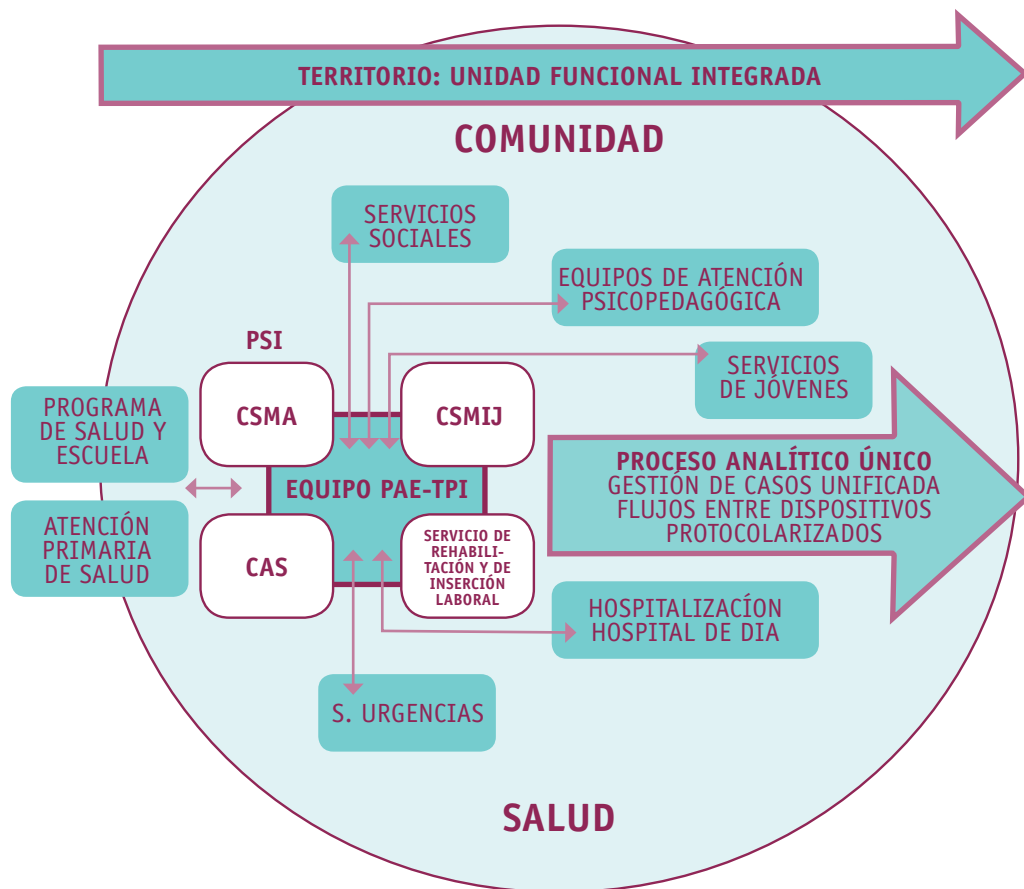 TERRITORIO: UNIDAD FUNCIONAL INTEGRADA
COMUNIDAD
SERVICIOS
SOCIALES
EQUIPOS DE ATENCIÓN
PSICOPEDAGÓGICA
SERVICIOS
DE JÓVENES
PSI
CSMA
CSMIJ
PROGRAMA
DE SALUD Y
ESCUELA
EQUIPO PAE-TPI
PROCESO ANALÍTICO ÚNICO
GESTIÓN DE CASOS UNIFICADA
FLUJOS ENTRE DISPOSITIVOS
PROTOCOLARIZADOS
ATENCIÓN
PRIMARIA
DE SALUD
CAS
SERVICIO DE
REHABILI-
TACIÓN Y DE
INSERCIÓN
LABORAL
HOSPITALIZACÍON
HOSPITAL DE DIA
S. URGENCIAS
SALUD